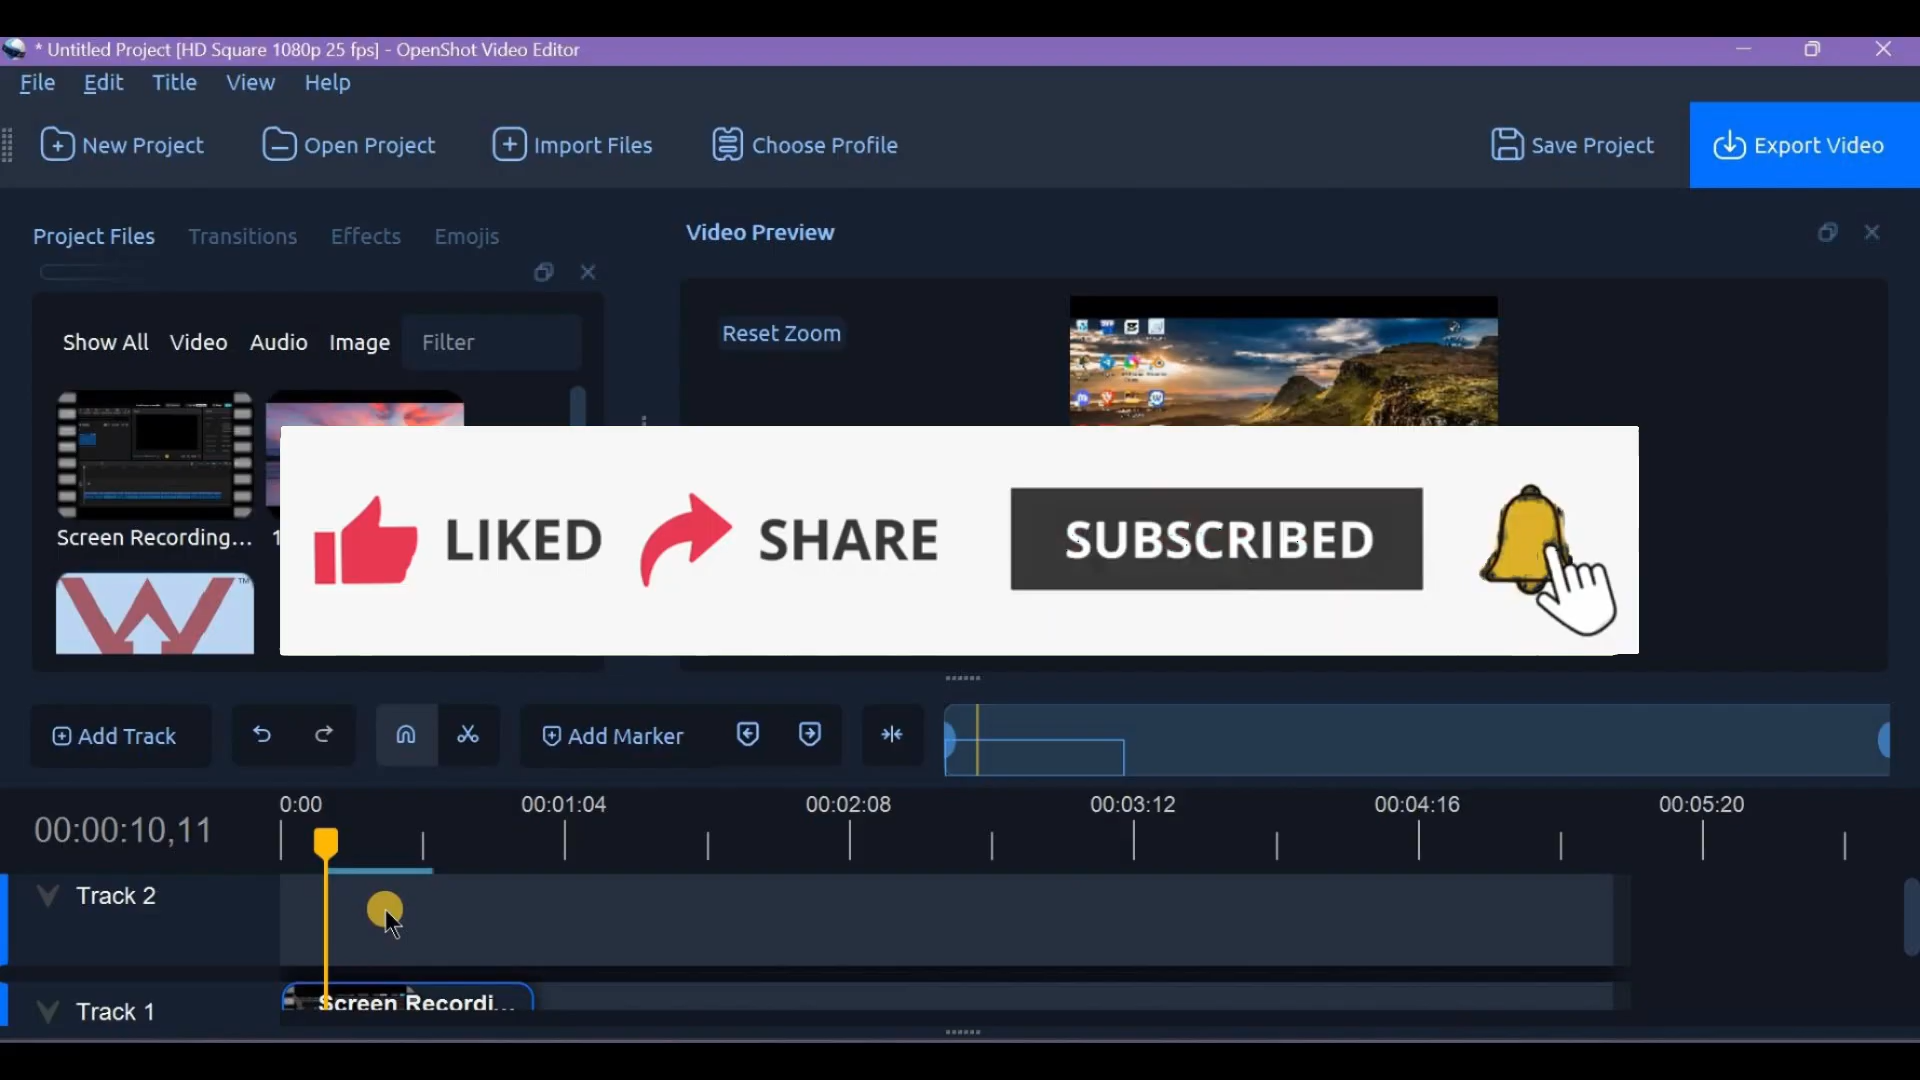 * Untitled Project [HD Square 1080p 25 fps] - OpenShot Video Editor
File Edit Title View Help
New Project Open Project Import Files Choose Profile Save Project Export Video
Project Files Transitions Effects Emojis
Video Preview
Show All Video Audio Image Filter
Reset Zoom
Screen Recording... 1
LIKED SHARE SUBSCRIBED
TM
Add Track Add Marker
0:00 00:01:04 00:02:08 00:03:12 00:04:16 00:05:20
00:00:10,11
Track 2
Track 1
Screen Recordi...